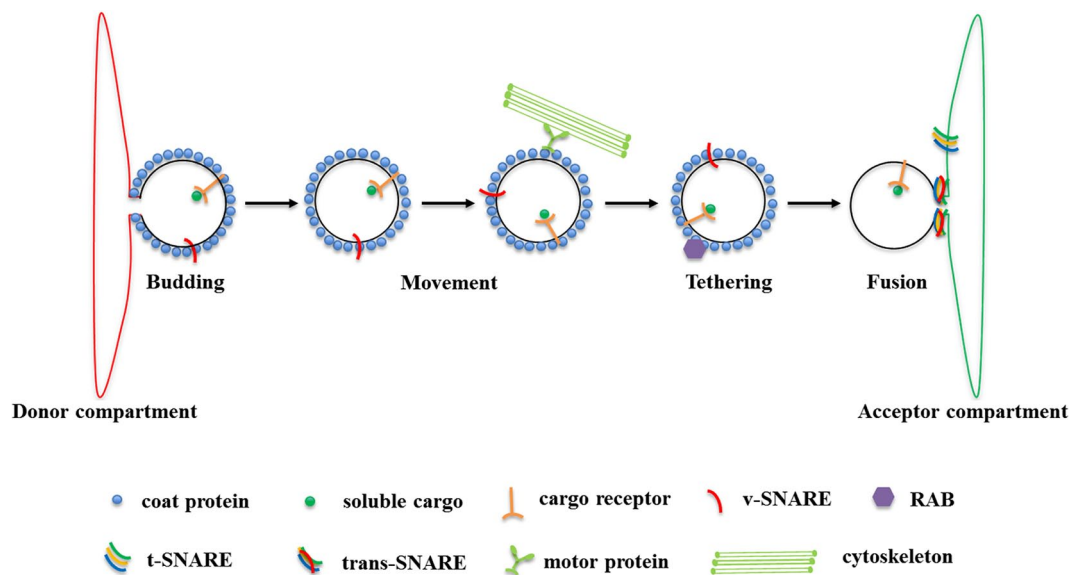 Budding
Movement
Tethering
Fusion
Donor compartment
Acceptor compartment
coat protein
soluble cargo
cargo receptor
v-SNARE
RAB
t-SNARE
trans-SNARE
motor protein
cytoskeleton